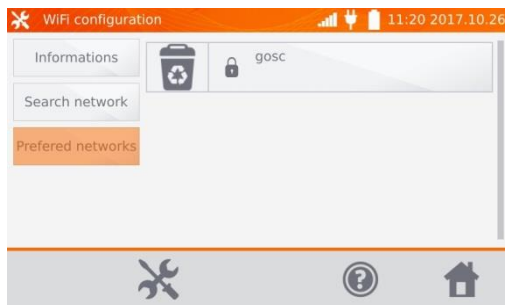 WiFi configuration
11:20 2017.10.26
Informations
gosc
Search network
Prefered networks